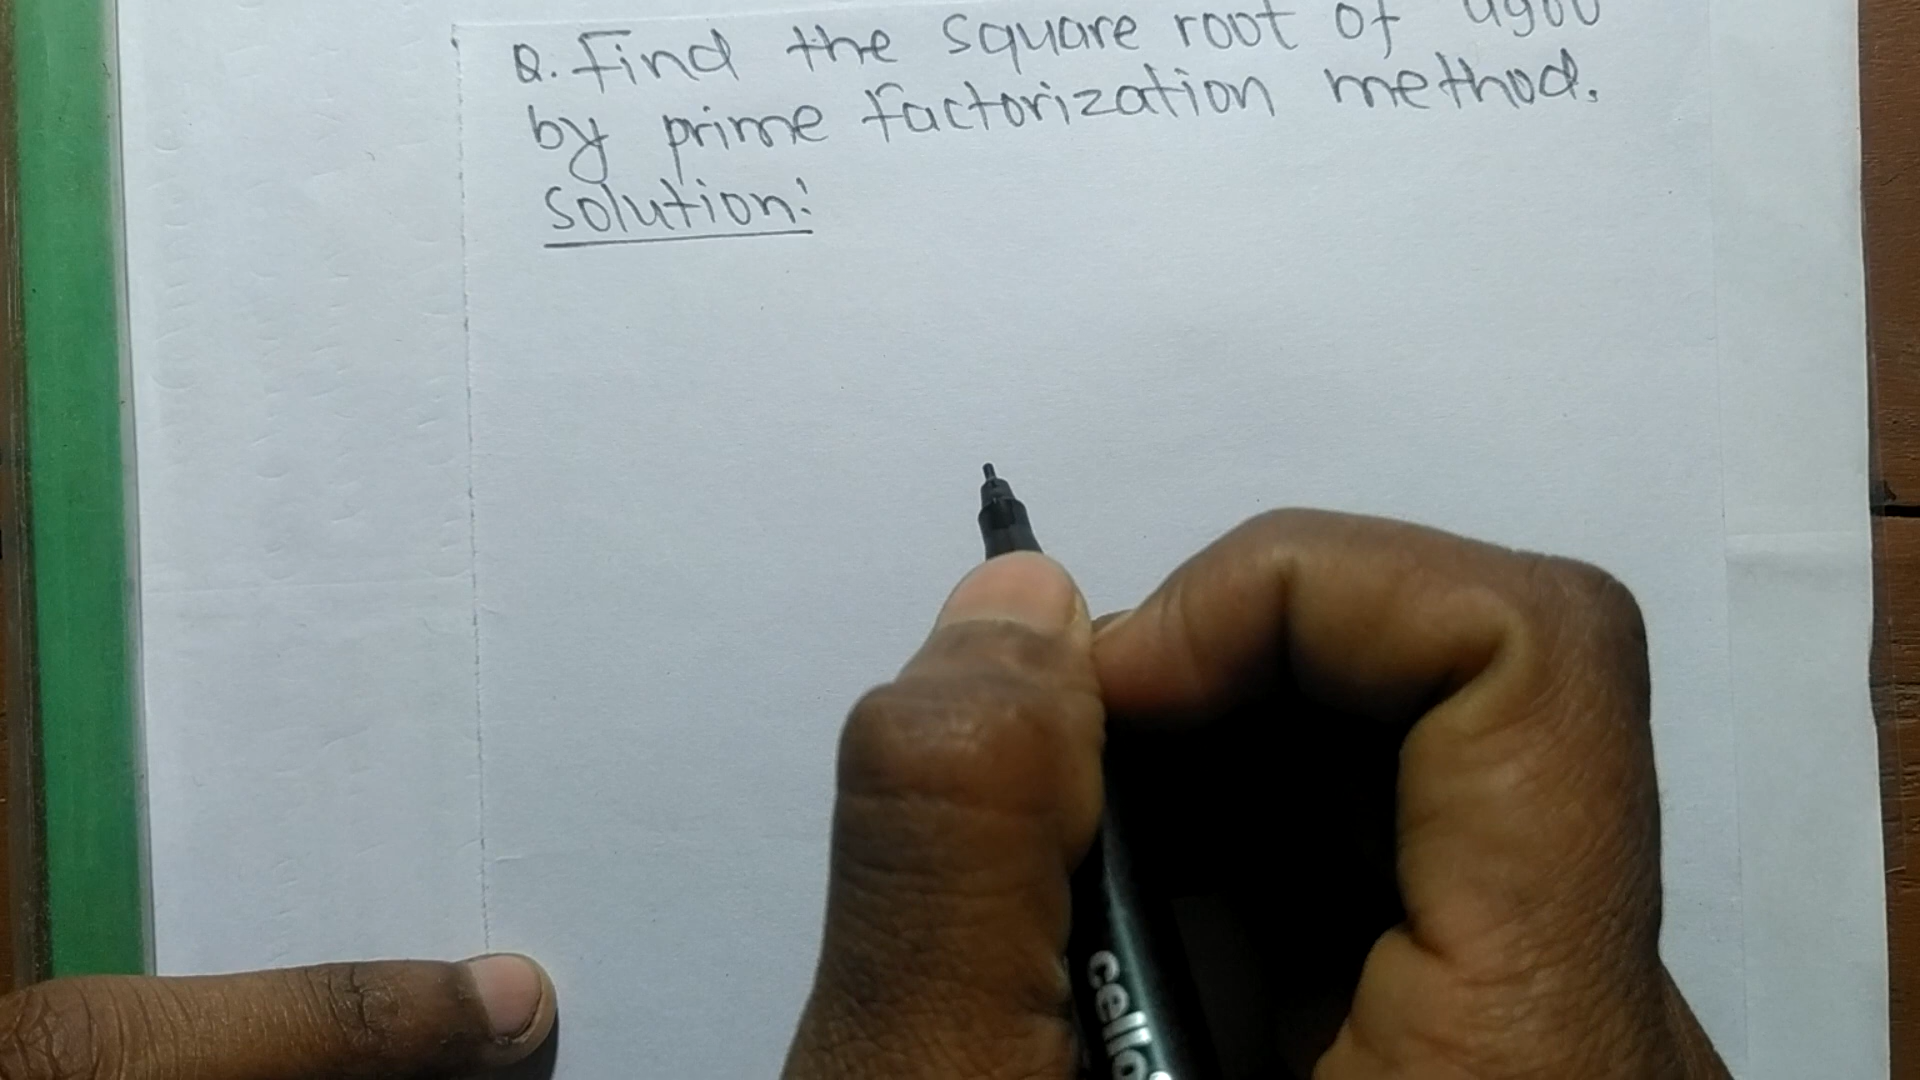 Q. Find the square root of
by prime factorization method.
Solution:
cello